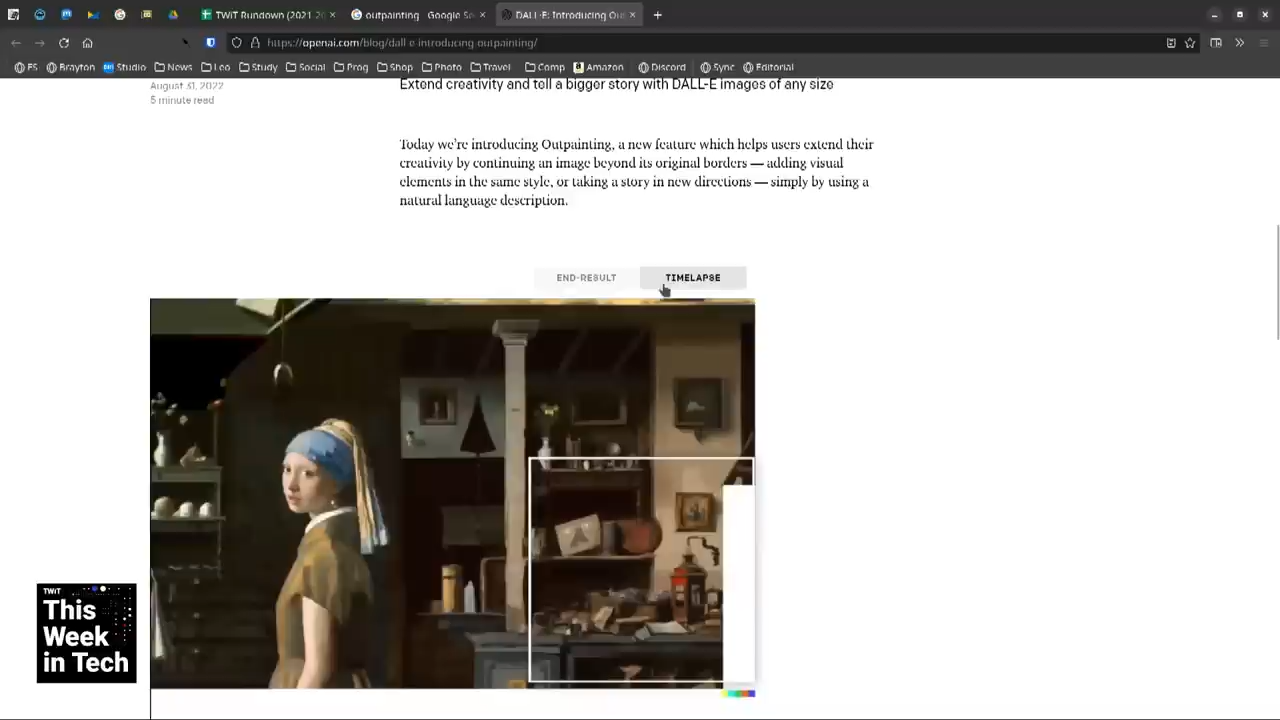 TWiT Rundown (2021 20
outpainting - Google Se
DALL·E: Introducing Ou
https://openai.com/blog/dall-e-introducing-outpainting/
FS
Brayton
Studio
News
Leo
Study
Social
Prog
Shop
Photo
Travel
Comp
Amazon
Discord
Sync
Editorial
August 31, 2022
5 minute read
Extend creativity and tell a bigger story with DALL-E images of any size
Today we're introducing Outpainting, a new feature which helps users extend their
creativity by continuing an image beyond its original borders — adding visual
elements in the same style, or taking a story in new directions — simply by using a
natural language description.
END-RESULT
TIMELAPSE
TWiT
This
Week
in Tech